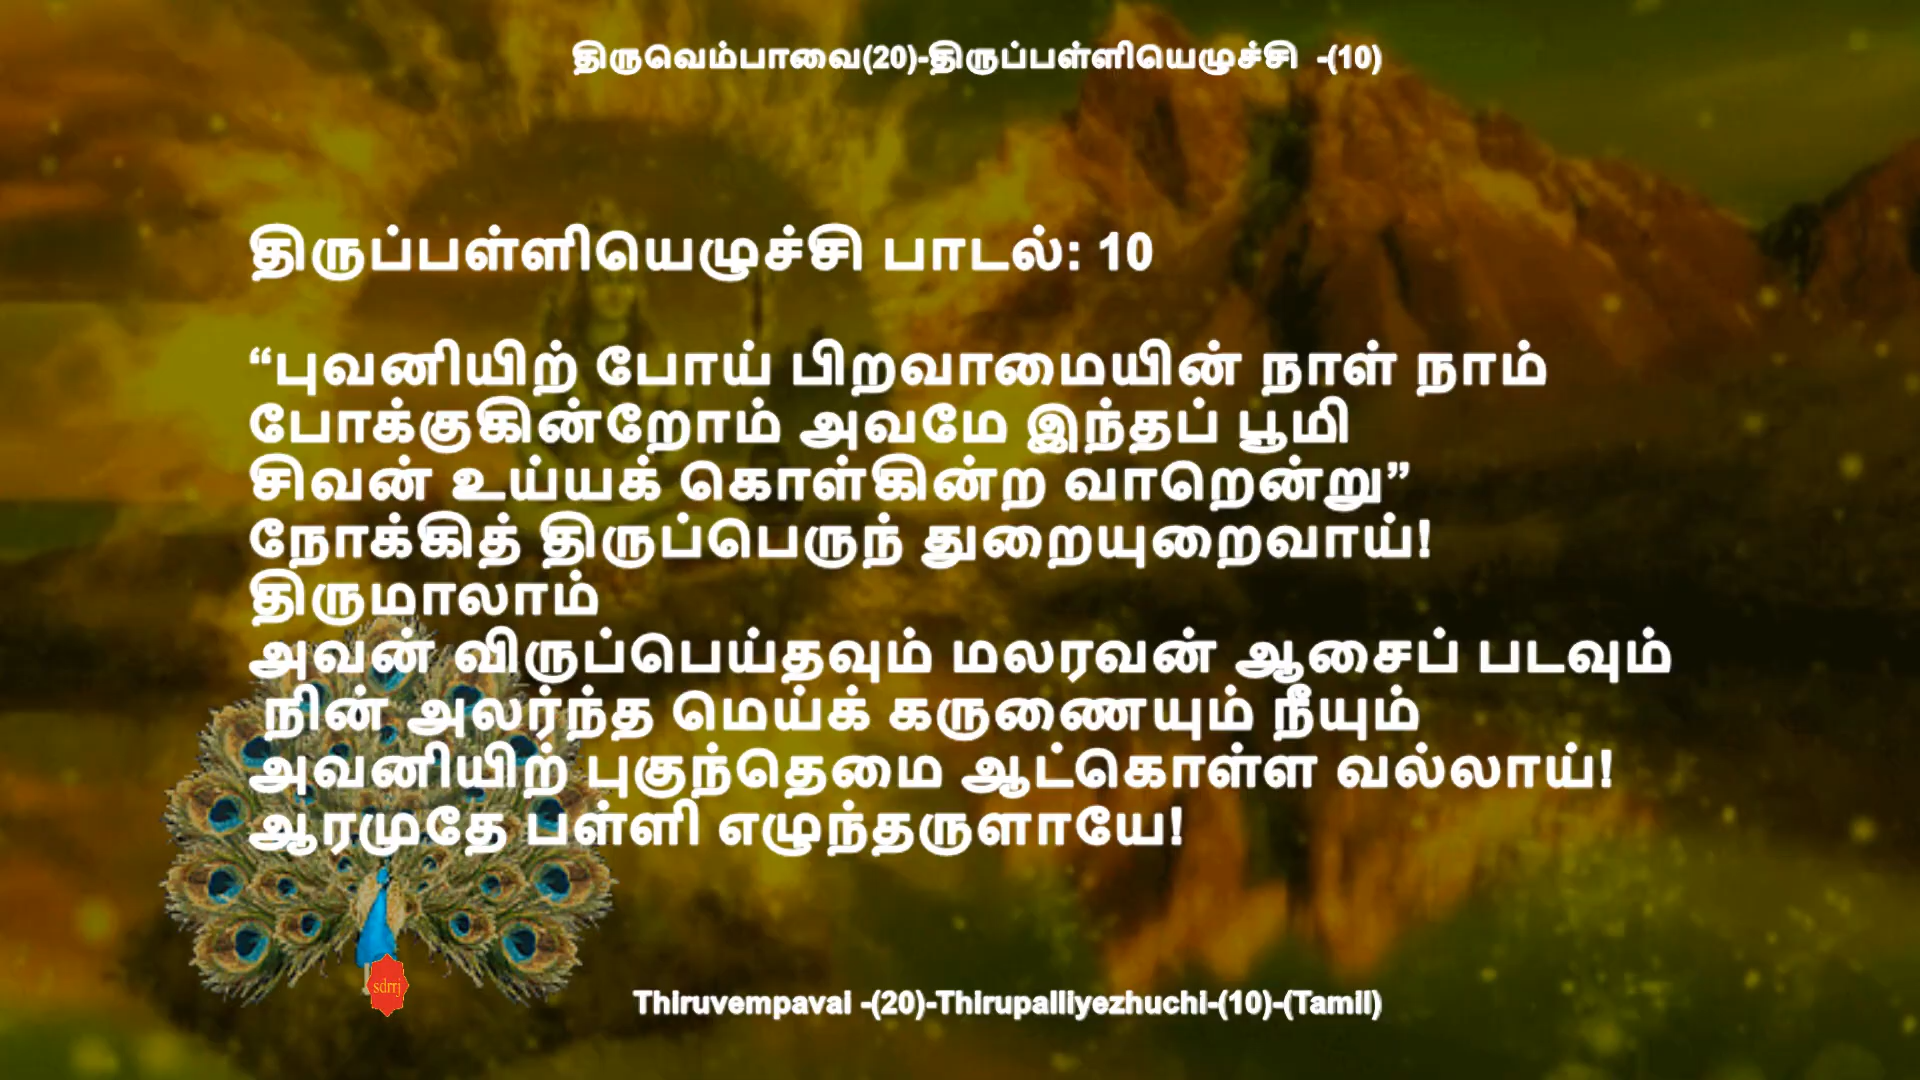 திருவெம்பாவை(20)-திருப்பள்ளியெழுச்சி -(10)
திருப்பள்ளியெழுச்சி பாடல்: 10
“புவனியிற் போய் பிறவாமையின் நாள் நாம்
போக்குகின்றோம் அவமே இந்தப் பூமி
சிவன் உய்யக் கொள்கின்ற வாறென்று”
நோக்கித் திருப்பெருந் துறையுறைவாய்!
திருமாலாம்
அவன் விருப்பெய்தவும் மலரவன் ஆசைப் படவும்
நின் அலர்ந்த மெய்க் கருணையும் நீயும்
அவனியிற் புகுந்தெமை ஆட்கொள்ள வல்லாய்!
ஆரமுதே பள்ளி எழுந்தருளாயே!
sdrrj
Thiruvempavai -(20)-Thirupalliyezhuchi-(10)-(Tamil)